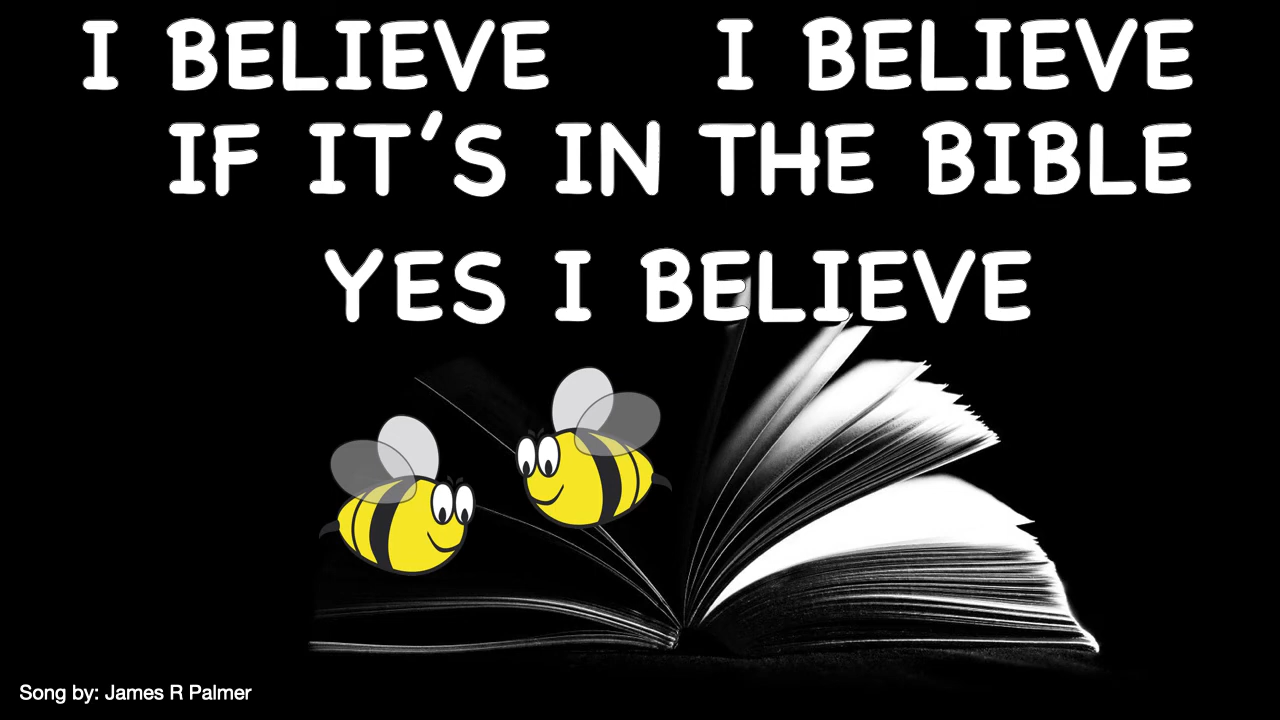 I BELIEVE I BELIEVE
IF IT'S IN THE BIBLE
YES I BELIEVE
Song by: James R Palmer